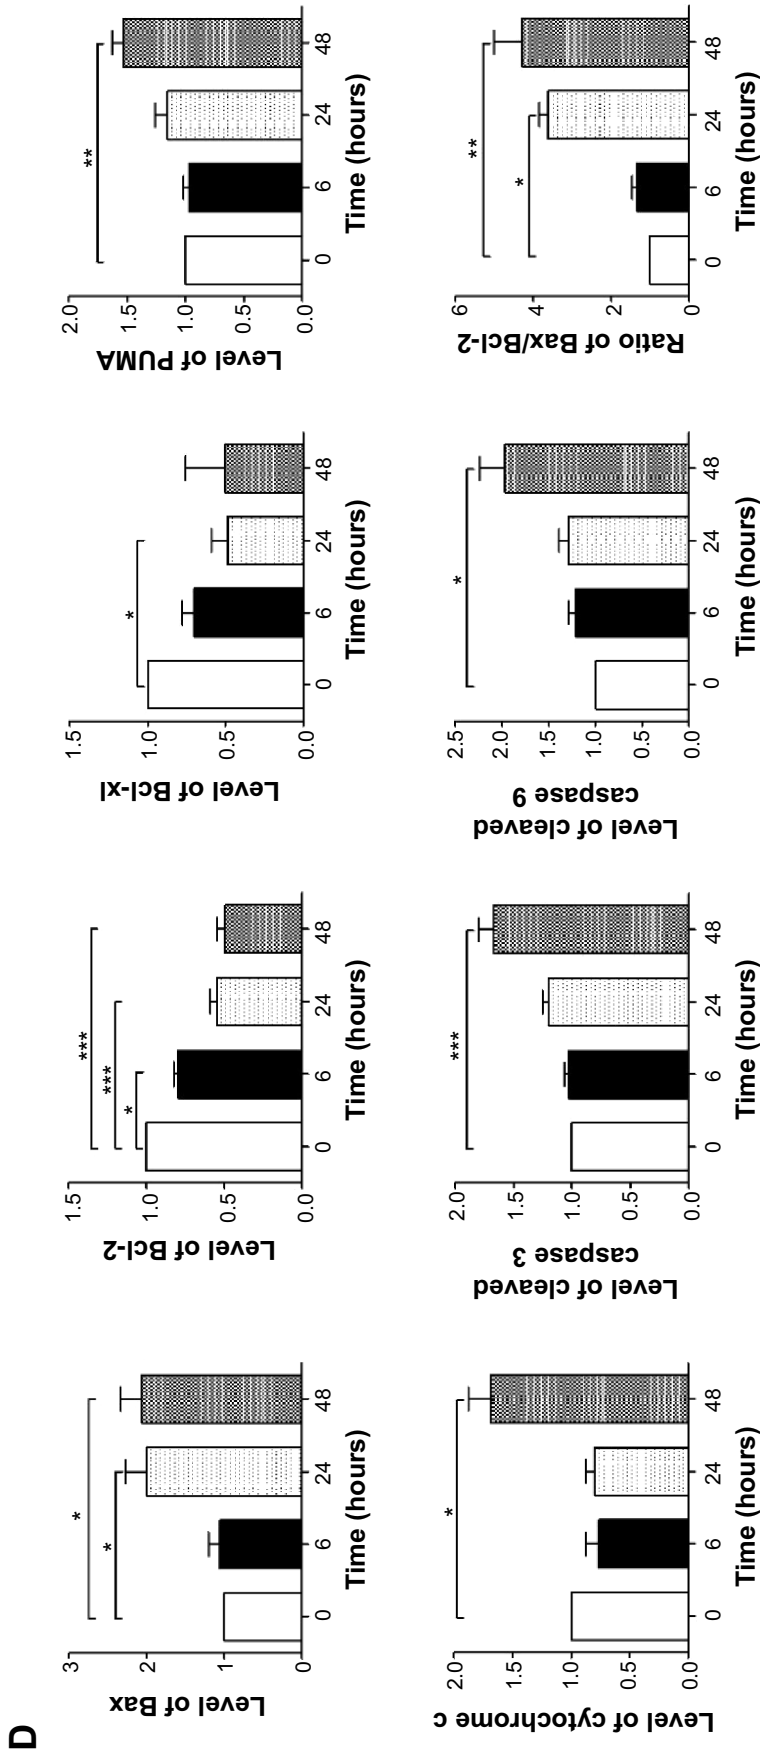 D
Level of Bax
3
2
1
0
*
*
0 6 24 48
Time (hours)
Level of Bcl-2
1.5
1.0
0.5
0.0
***
***
*
0 6 24 48
Time (hours)
Level of Bcl-xl
1.5
1.0
0.5
0.0
*
0 6 24 48
Time (hours)
Level of PUMA
2.0
1.5
1.0
0.5
0.0
**
0 6 24 48
Time (hours)
Level of cytochrome c
2.0
1.5
1.0
0.5
0.0
*
0 6 24 48
Time (hours)
Level of cleaved
caspase 3
2.0
1.5
1.0
0.5
0.0
***
0 6 24 48
Time (hours)
Level of cleaved
caspase 9
2.5
2.0
1.5
1.0
0.5
0.0
*
0 6 24 48
Time (hours)
Ratio of Bax/Bcl-2
6
4
2
0
**
*
0 6 24 48
Time (hours)